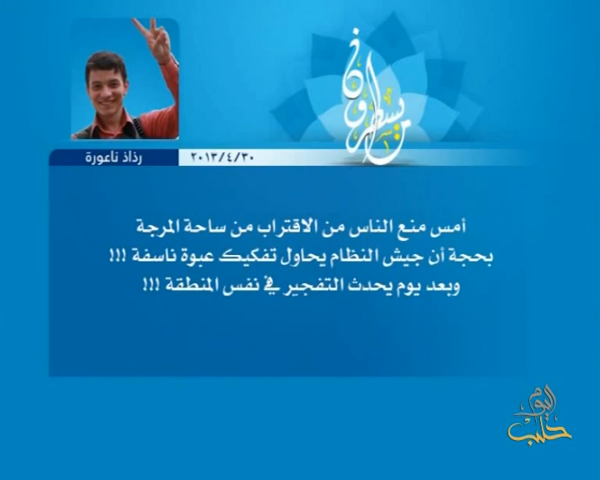 من يسطرون
رذاذ ناعورة
٢٠١٣/٤/٣٠
أمس منع الناس من الاقتراب من ساحة المرجة
بحجة أن جيش النظام يحاول تفكيك عبوة ناسفة !!!
وبعد يوم يحدث التفجير في نفس المنطقة !!!
حلب اليوم